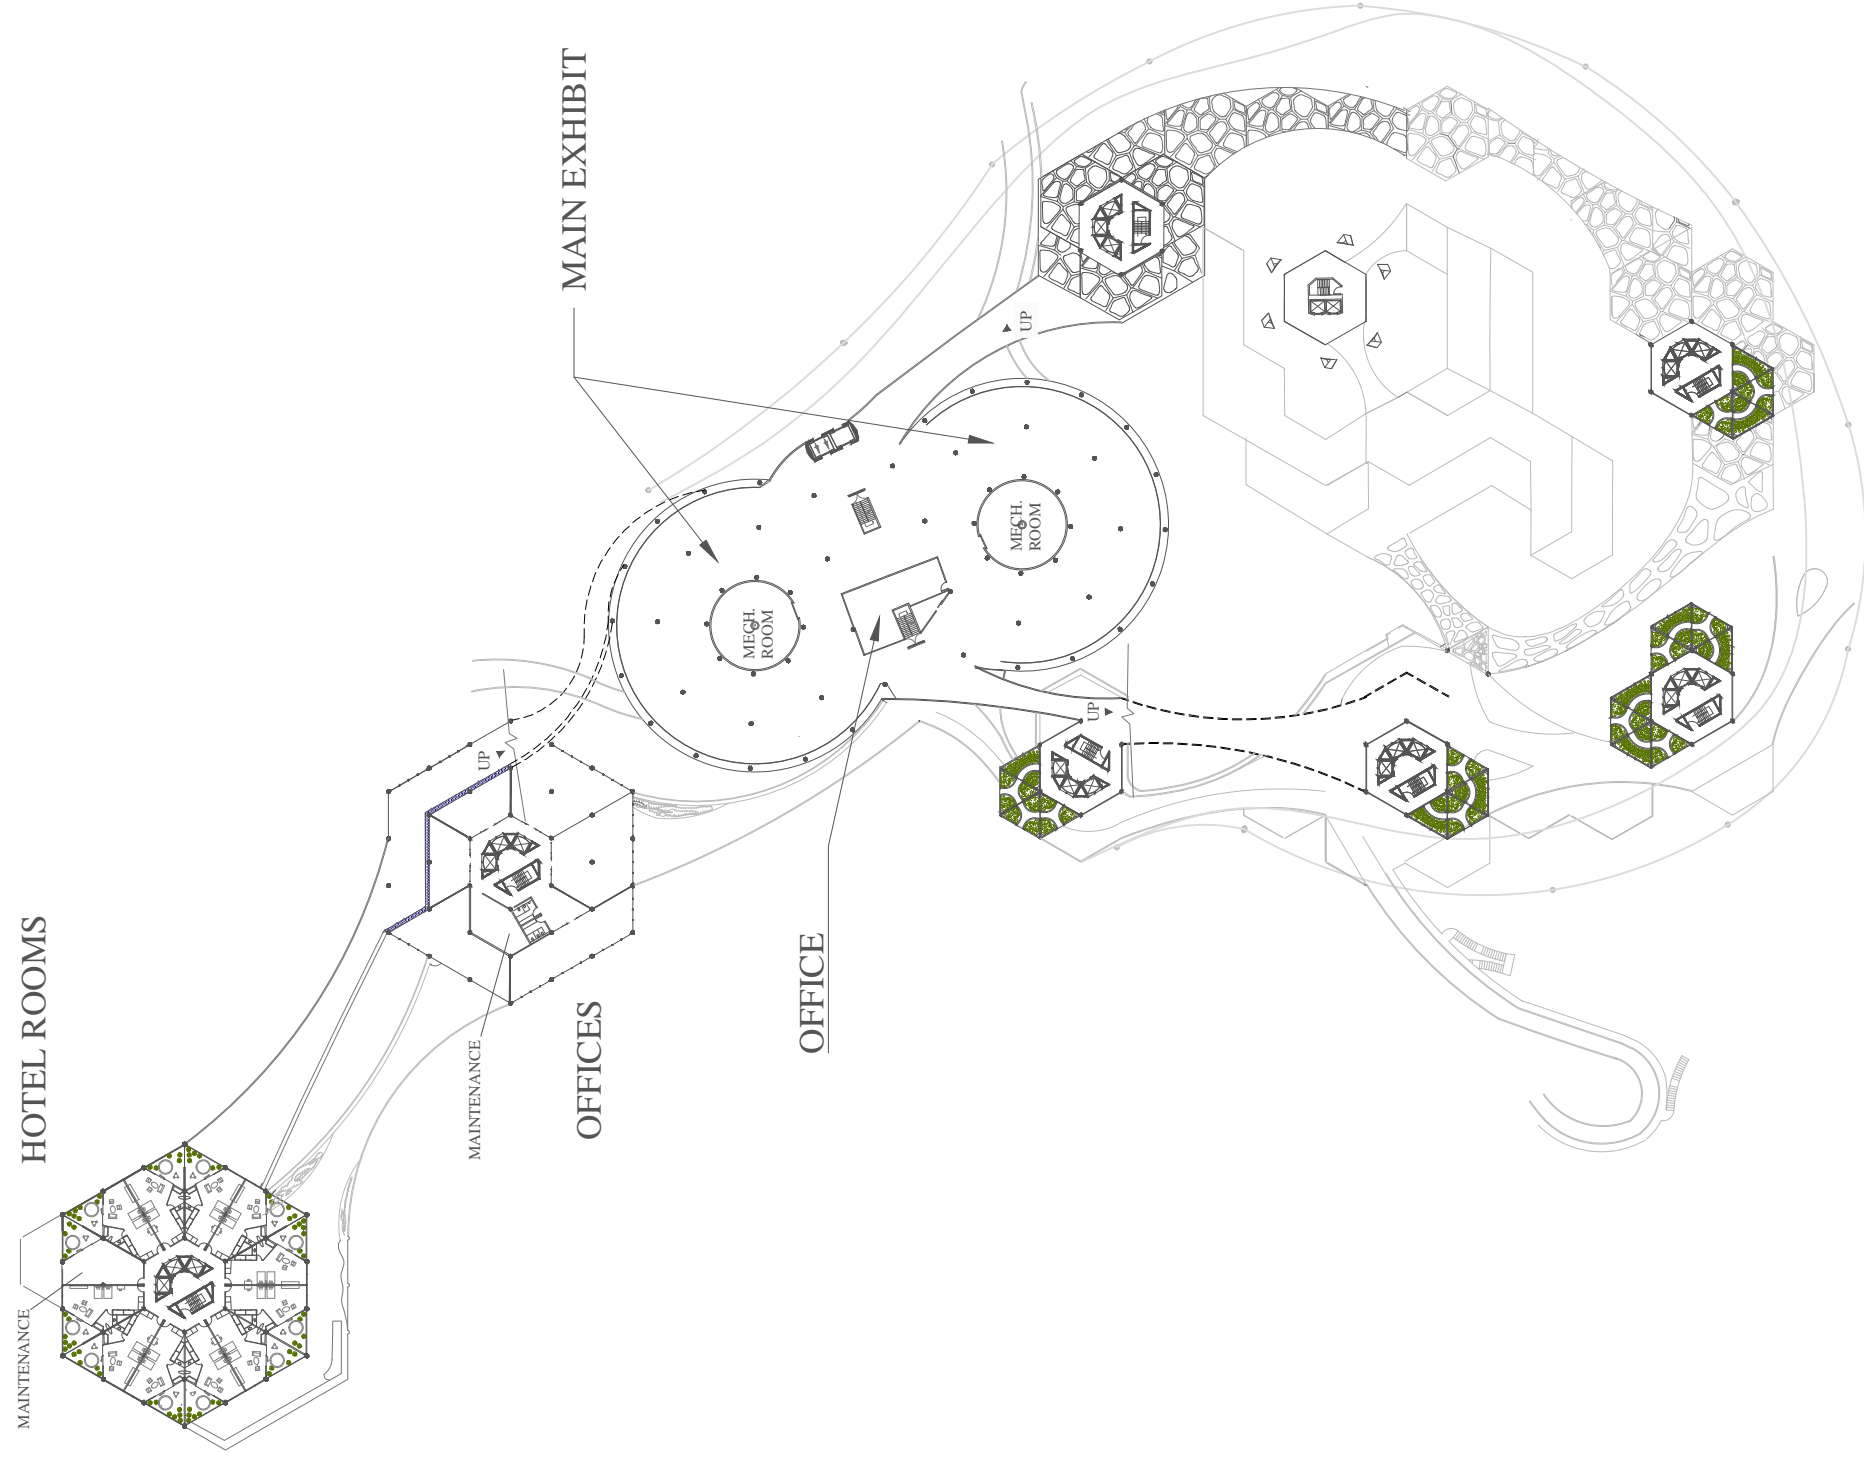 MAIN EXHIBIT
UP
MECH.
ROOM
MECH.
ROOM
UP
UP
HOTEL ROOMS
MAINTENANCE
MAINTENANCE
OFFICES
OFFICE